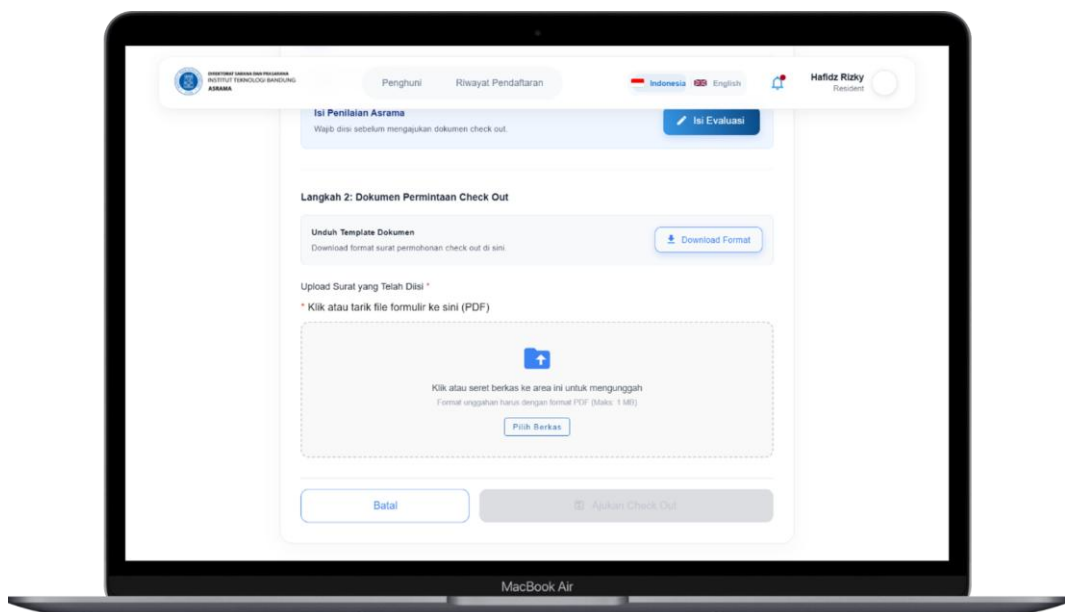 DIREKTORAT SARANA DAN PRASARANA
INSTITUT TEKNOLOGI BANDUNG
ASRAMA
Penghuni
Riwayat Pendaftaran
Indonesia
English
Hafidz Rizky
Resident
Isi Penilaian Asrama
Wajib diisi sebelum mengajukan dokumen check out.
Isi Evaluasi
Langkah 2: Dokumen Permintaan Check Out
Unduh Template Dokumen
Download format surat permohonan check out di sini.
Download Format
Upload Surat yang Telah Diisi *
* Klik atau tarik file formulir ke sini (PDF)
Klik atau seret berkas ke area ini untuk mengunggah
Format unggahan harus dengan format PDF (Maks. 1 MB)
Pilih Berkas
Batal
Ajukan Check Out
MacBook Air